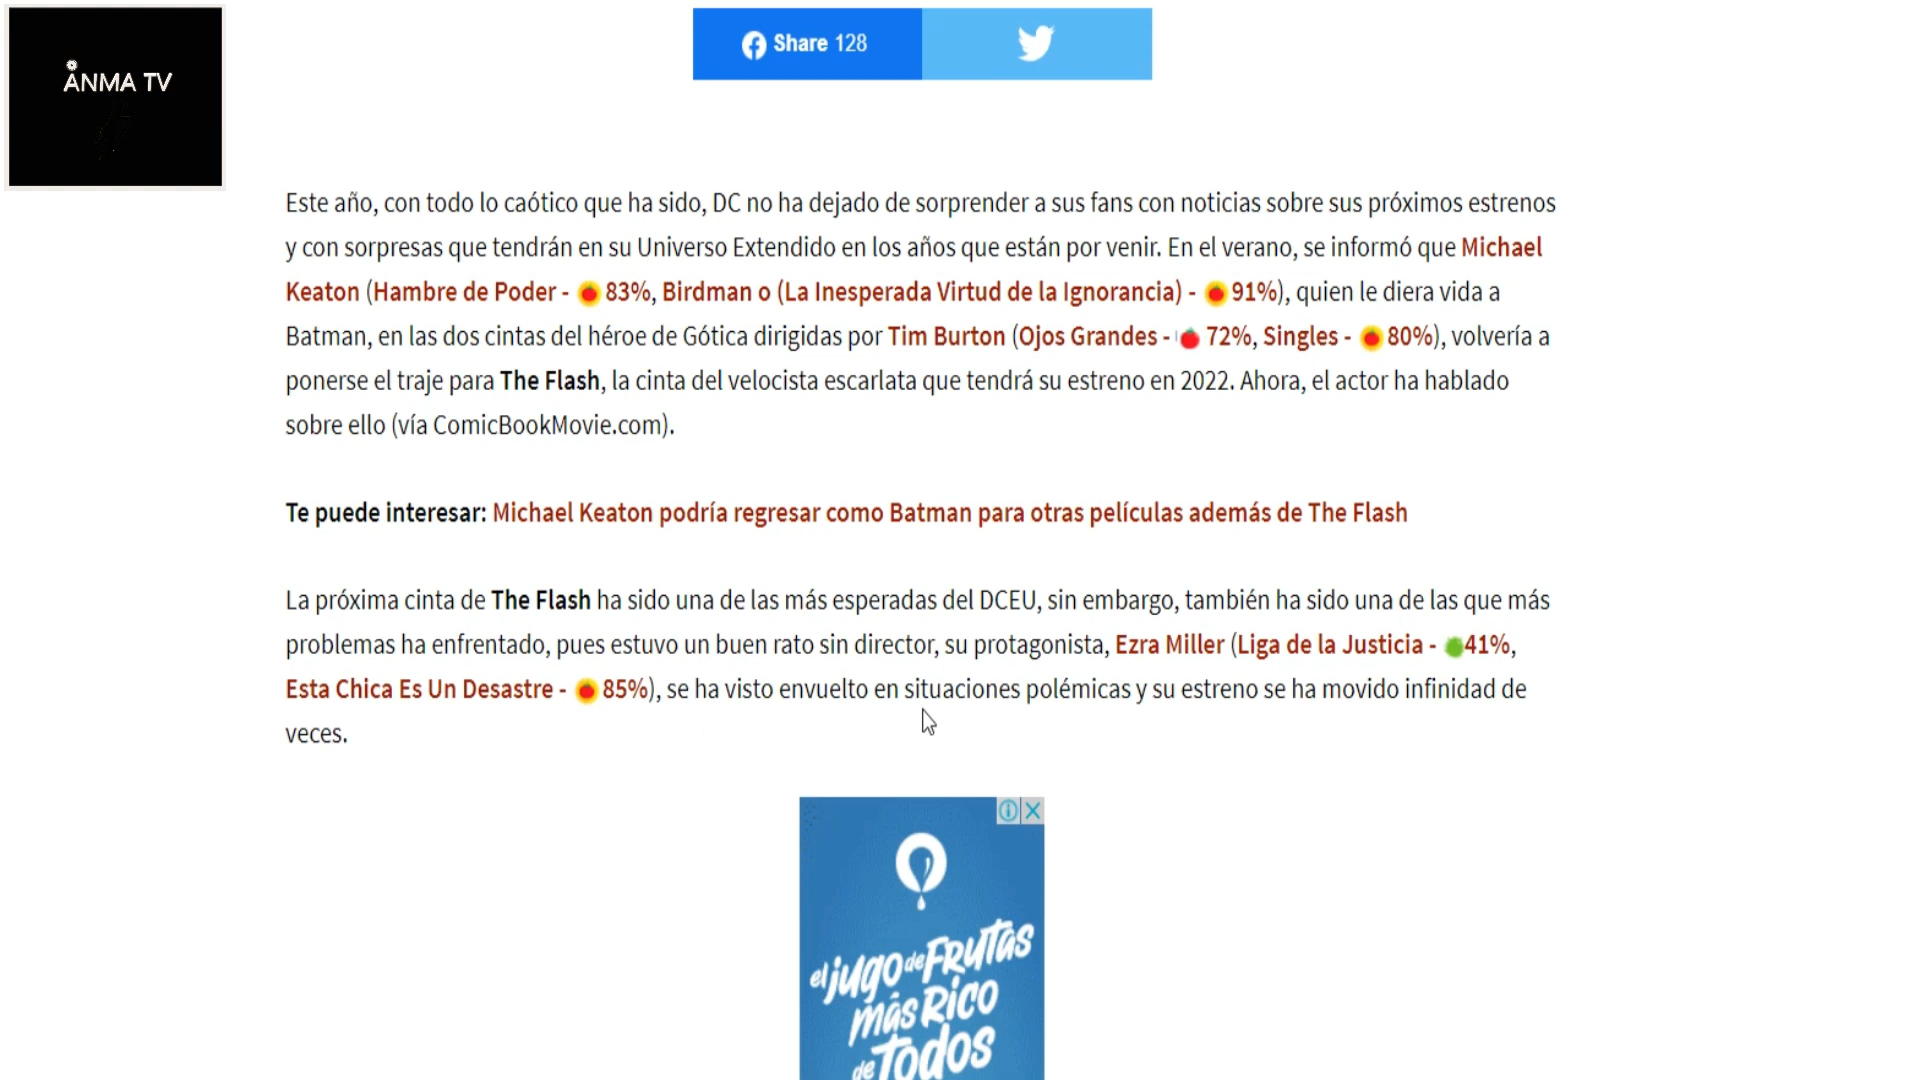 ANMA TV
Share 128
Este año, con todo lo caótico que ha sido, DC no ha dejado de sorprender a sus fans con noticias sobre sus próximos estrenos
y con sorpresas que tendrán en su Universo Extendido en los años que están por venir. En el verano, se informó que Michael
Keaton (Hambre de Poder - 83%, Birdman o (La Inesperada Virtud de la Ignorancia) - 91%), quien le diera vida a
Batman, en las dos cintas del héroe de Gótica dirigidas por Tim Burton (Ojos Grandes - 72%, Singles - 80%), volvería a
ponerse el traje para The Flash, la cinta del velocista escarlata que tendrá su estreno en 2022. Ahora, el actor ha hablado
sobre ello (vía ComicBookMovie.com).
Te puede interesar: Michael Keaton podría regresar como Batman para otras películas además de The Flash
La próxima cinta de The Flash ha sido una de las más esperadas del DCEU, sin embargo, también ha sido una de las que más
problemas ha enfrentado, pues estuvo un buen rato sin director, su protagonista, Ezra Miller (Liga de la Justicia - 41%,
Esta Chica Es Un Desastre - 85%), se ha visto envuelto en situaciones polémicas y su estreno se ha movido infinidad de
veces.
el jugo de FRUTAS
más Rico
de Todos